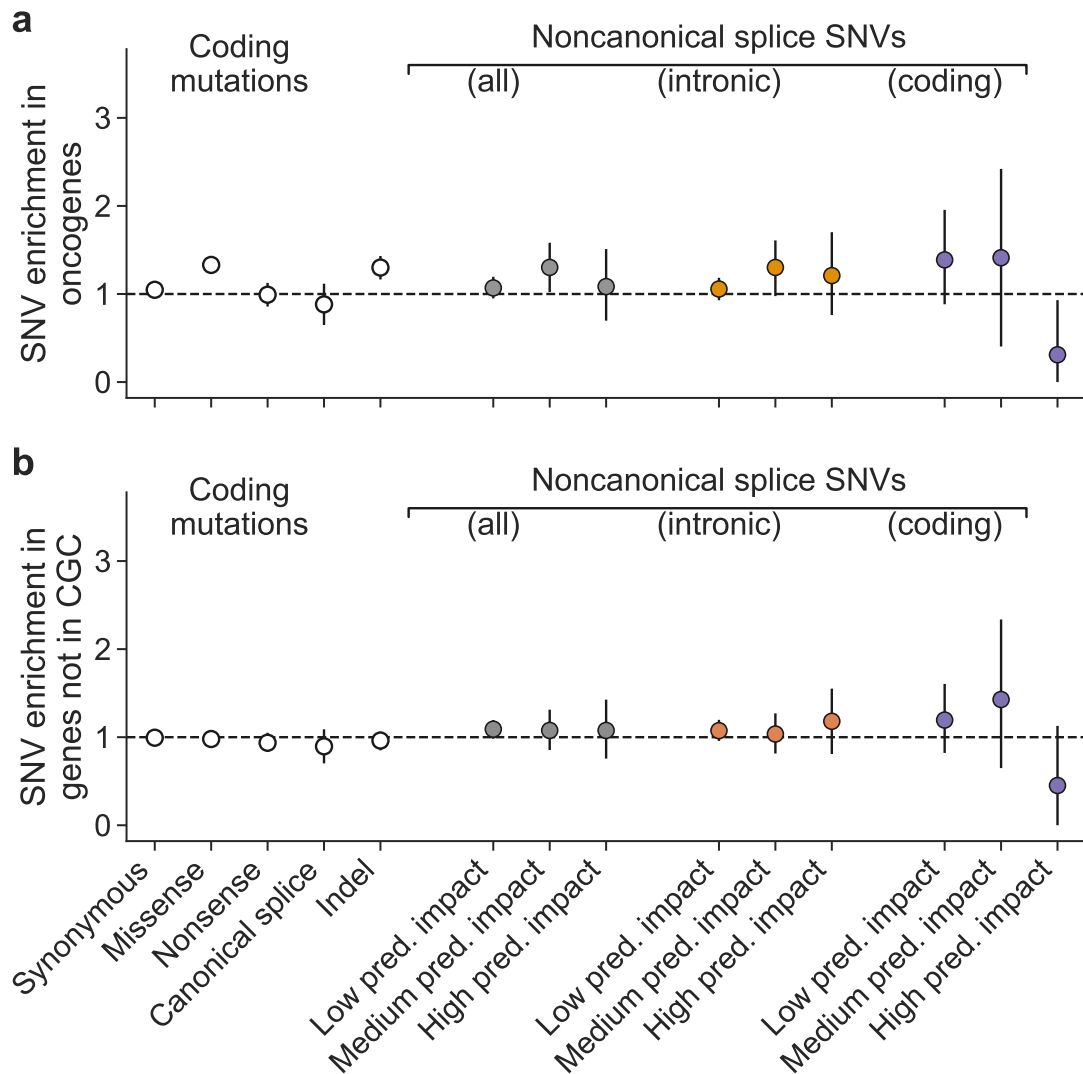 a
Coding
mutations
Noncanonical splice SNVs
(all)
(intronic)
(coding)
SNV enrichment in
oncogenes
3
2
1
0
b
Coding
mutations
Noncanonical splice SNVs
(all)
(intronic)
(coding)
SNV enrichment in
genes not in CGC
3
2
1
0
Synonymous
Missense
Nonsense
Canonical splice
Indel
Low pred. impact
Medium pred. impact
High pred. impact
Low pred. impact
Medium pred. impact
High pred. impact
Low pred. impact
Medium pred. impact
High pred. impact